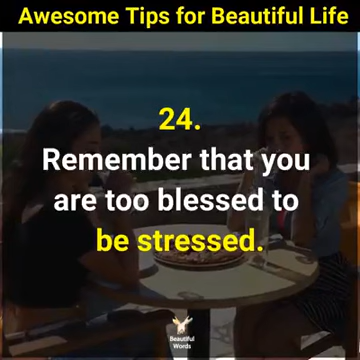 Awesome Tips for Beautiful Life
24.
Remember that you
are too blessed to
be stressed.
Beautiful
Words